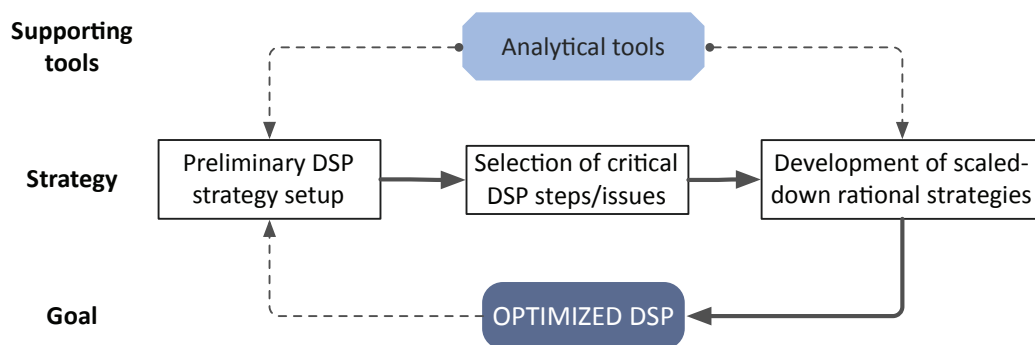 Supporting
tools
Analytical tools
Strategy
Preliminary DSP
strategy setup
Selection of critical
DSP steps/issues
Development of scaled-
down rational strategies
Goal
OPTIMIZED DSP